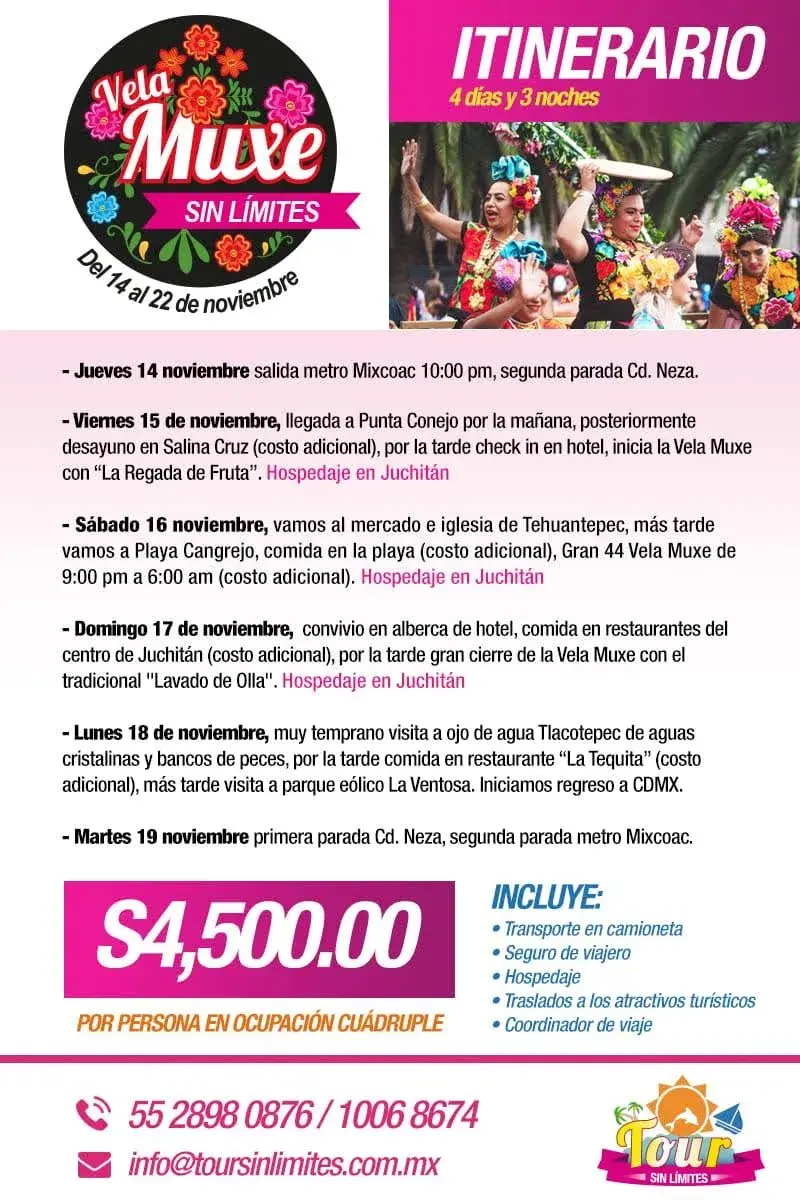 Vela
Muxe
SIN LÍMITES
Del 14 al 22 de noviembre
ITINERARIO
4 días y 3 noches
- Jueves 14 noviembre salida metro Mixcoac 10:00 pm, segunda parada Cd. Neza.
- Viernes 15 de noviembre, llegada a Punta Conejo por la mañana, posteriormente
desayuno en Salina Cruz (costo adicional), por la tarde check in en hotel, inicia la Vela Muxe
con “La Regada de Fruta”. Hospedaje en Juchitán
- Sábado 16 noviembre, vamos al mercado e iglesia de Tehuantepec, más tarde
vamos a Playa Cangrejo, comida en la playa (costo adicional), Gran 44 Vela Muxe de
9:00 pm a 6:00 am (costo adicional). Hospedaje en Juchitán
- Domingo 17 de noviembre, convivio en alberca de hotel, comida en restaurantes del
centro de Juchitán (costo adicional), por la tarde gran cierre de la Vela Muxe con el
tradicional "Lavado de Olla". Hospedaje en Juchitán
- Lunes 18 de noviembre, muy temprano visita a ojo de agua Tlacotepec de aguas
cristalinas y bancos de peces, por la tarde comida en restaurante “La Tequita” (costo
adicional), más tarde visita a parque eólico La Ventosa. Iniciamos regreso a CDMX.
- Martes 19 noviembre primera parada Cd. Neza, segunda parada metro Mixcoac.
S4,500.00
POR PERSONA EN OCUPACIÓN CUÁDRUPLE
INCLUYE:
• Transporte en camioneta
• Seguro de viajero
• Hospedaje
• Traslados a los atractivos turísticos
• Coordinador de viaje
55 2898 0876 / 1006 8674
info@toursinlimites.com.mx
Tour
SIN LÍMITES